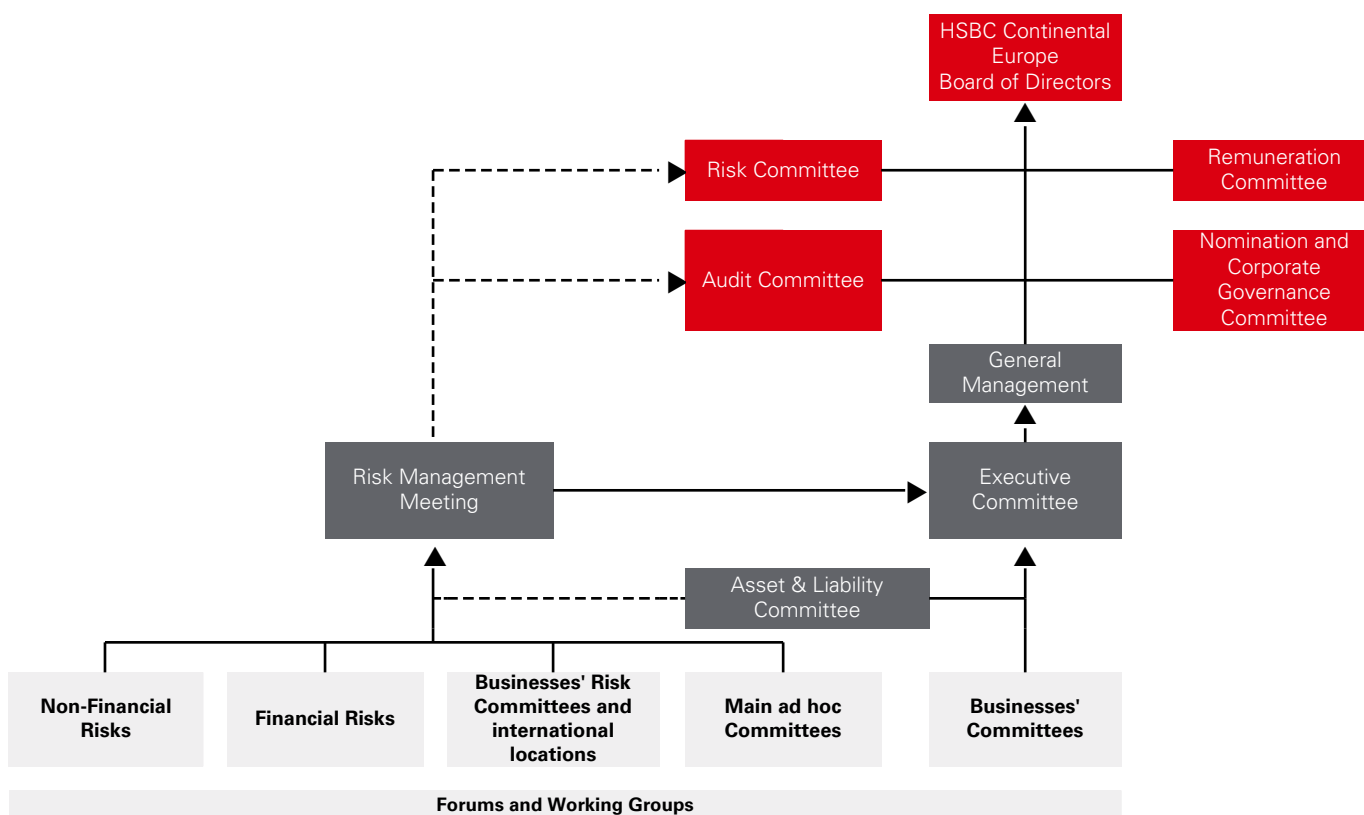 HSBC Continental
Europe
Board of Directors
Risk Committee
Remuneration
Committee
Audit Committee
Nomination and
Corporate
Governance
Committee
General
Management
Risk Management
Meeting
Executive
Committee
Asset & Liability
Committee
Non-Financial
Risks
Financial Risks
Businesses' Risk
Committees and
international
locations
Main ad hoc
Committees
Businesses'
Committees
Forums and Working Groups